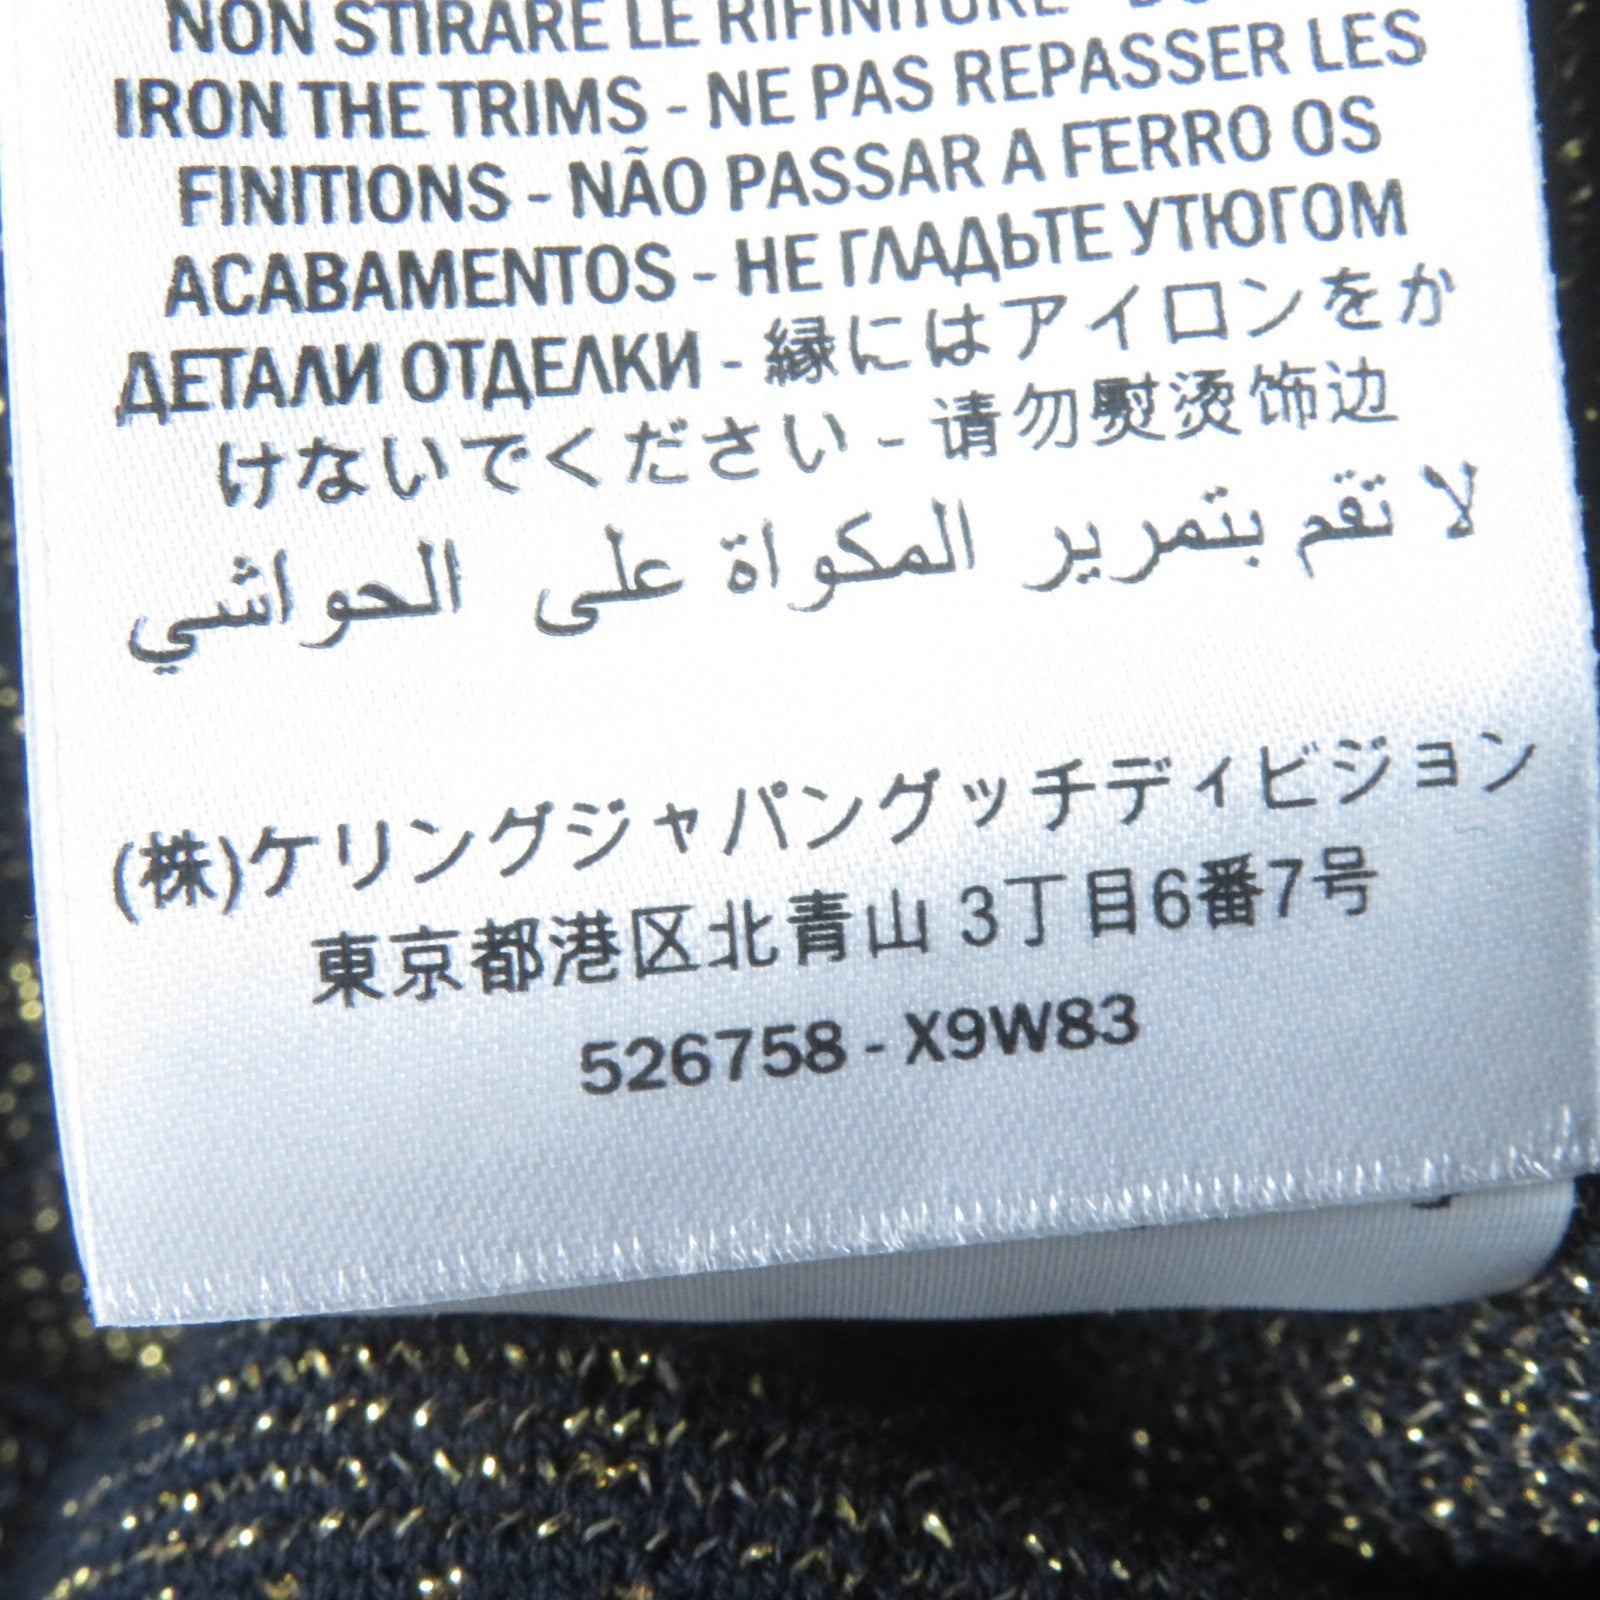 NON STIRARE LE RIFINITURE -
IRON THE TRIMS - NE PAS REPASSER LES
FINITIONS - NÃO PASSAR A FERRO OS
ACABAMENTOS - НЕ ГЛАДЬТЕ УТЮГОМ
ДЕТАЛИ ОТДЕЛКИ - 縁にはアイロンをか
けないでください - 请勿熨烫饰边
لا تقم بتمرير المكواة على الحواشي
(株)ケリングジャパングッチディビジョン
東京都港区北青山 3丁目6番7号
526758 - X9W83